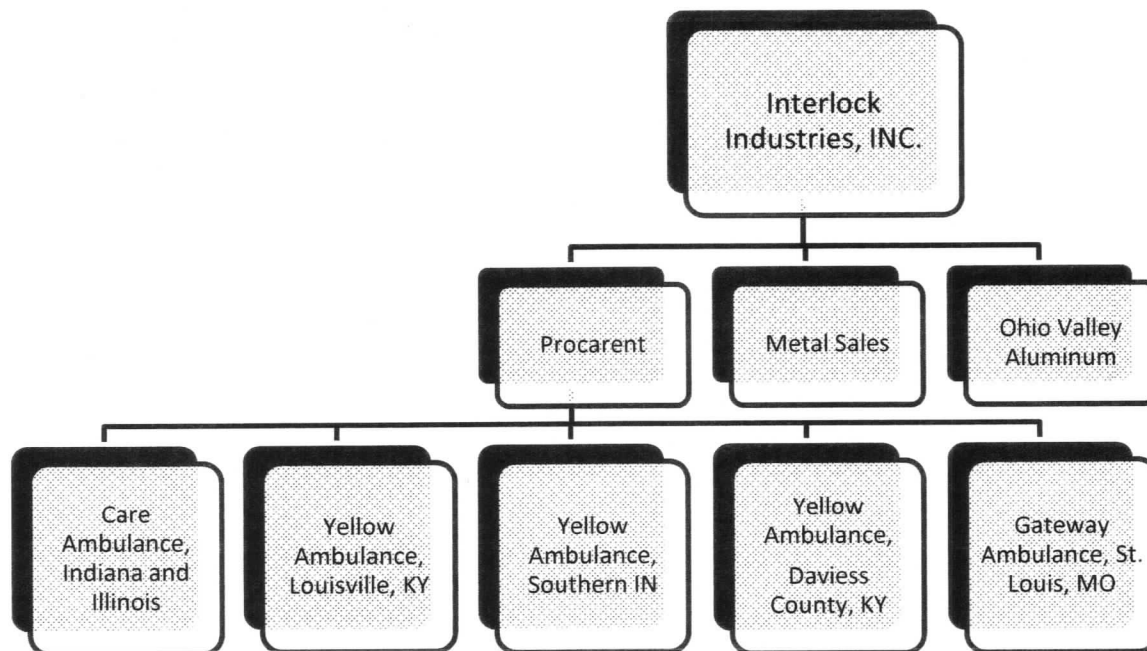 Interlock
Industries, INC.
Procarent
Metal Sales
Ohio Valley
Aluminum
Care
Ambulance,
Indiana and
Illinois
Yellow
Ambulance,
Louisville, KY
Yellow
Ambulance,
Southern IN
Yellow
Ambulance,
Daviess
County, KY
Gateway
Ambulance, St.
Louis, MO